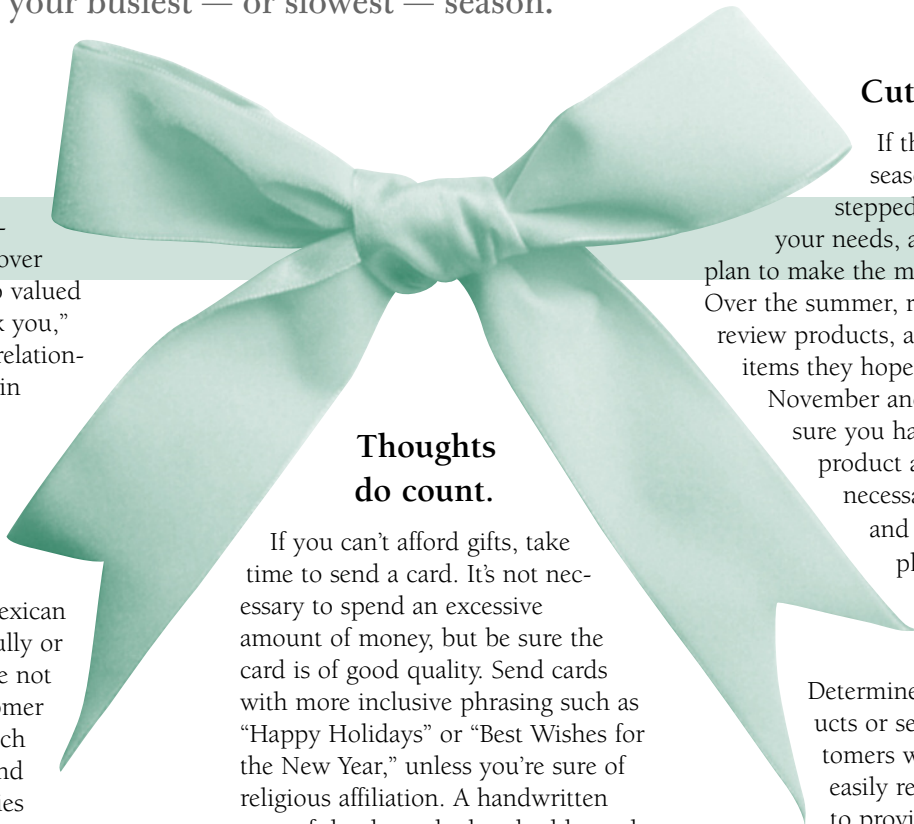 your busiest — or slowest — season.
over
valued
you,”
relation-
in
exican
ully or
not
omer
ch
nd
ies
Thoughts
do count.
If you can’t afford gifts, take
time to send a card. It’s not nec-
essary to spend an excessive
amount of money, but be sure the
card is of good quality. Send cards
with more inclusive phrasing such as
“Happy Holidays” or “Best Wishes for
the New Year,” unless you’re sure of
religious affiliation. A handwritten
Cut
If th
seas
stepped
your needs, a
plan to make the m
Over the summer, r
review products, a
items they hope
November an
sure you ha
product a
necessa
and
pl
Determine
ucts or se
tomers w
easily re
to provi